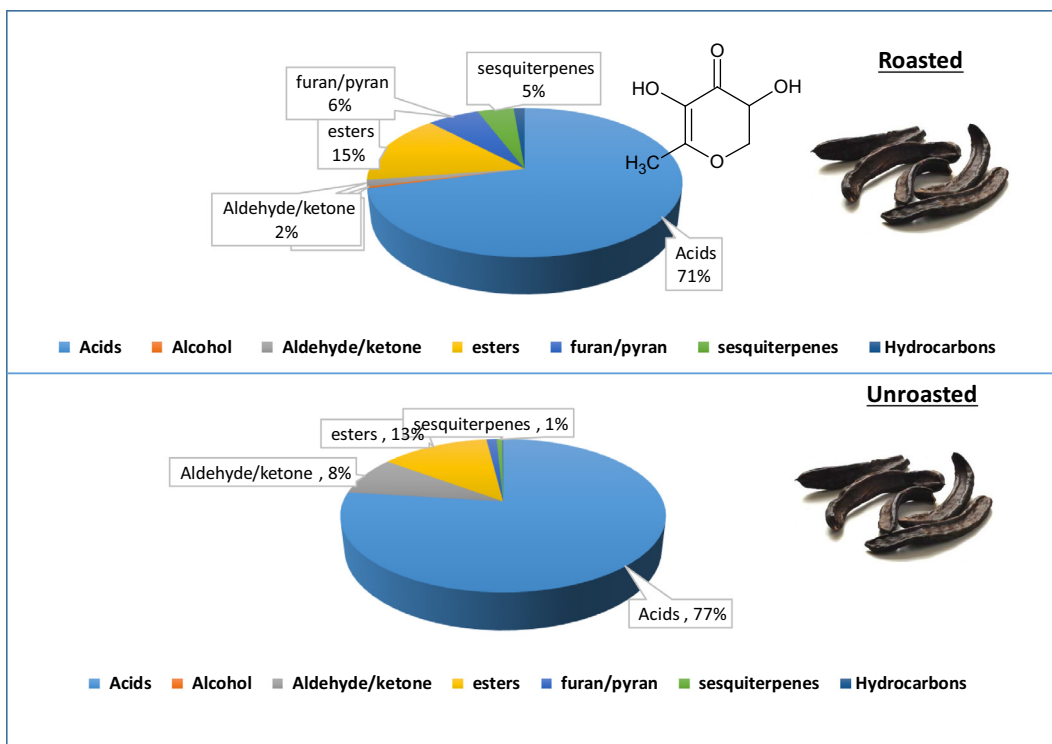 Roasted
sesquiterpenes
5%
furan/pyran
6%
esters
15%
Aldehyde/ketone
2%
Acids
71%
O
HO
OH
H3C
O
Acids Alcohol Aldehyde/ketone esters furan/pyran sesquiterpenes Hydrocarbons
Unroasted
sesquiterpenes , 1%
esters , 13%
Aldehyde/ketone , 8%
Acids , 77%
Acids Alcohol Aldehyde/ketone esters furan/pyran sesquiterpenes Hydrocarbons